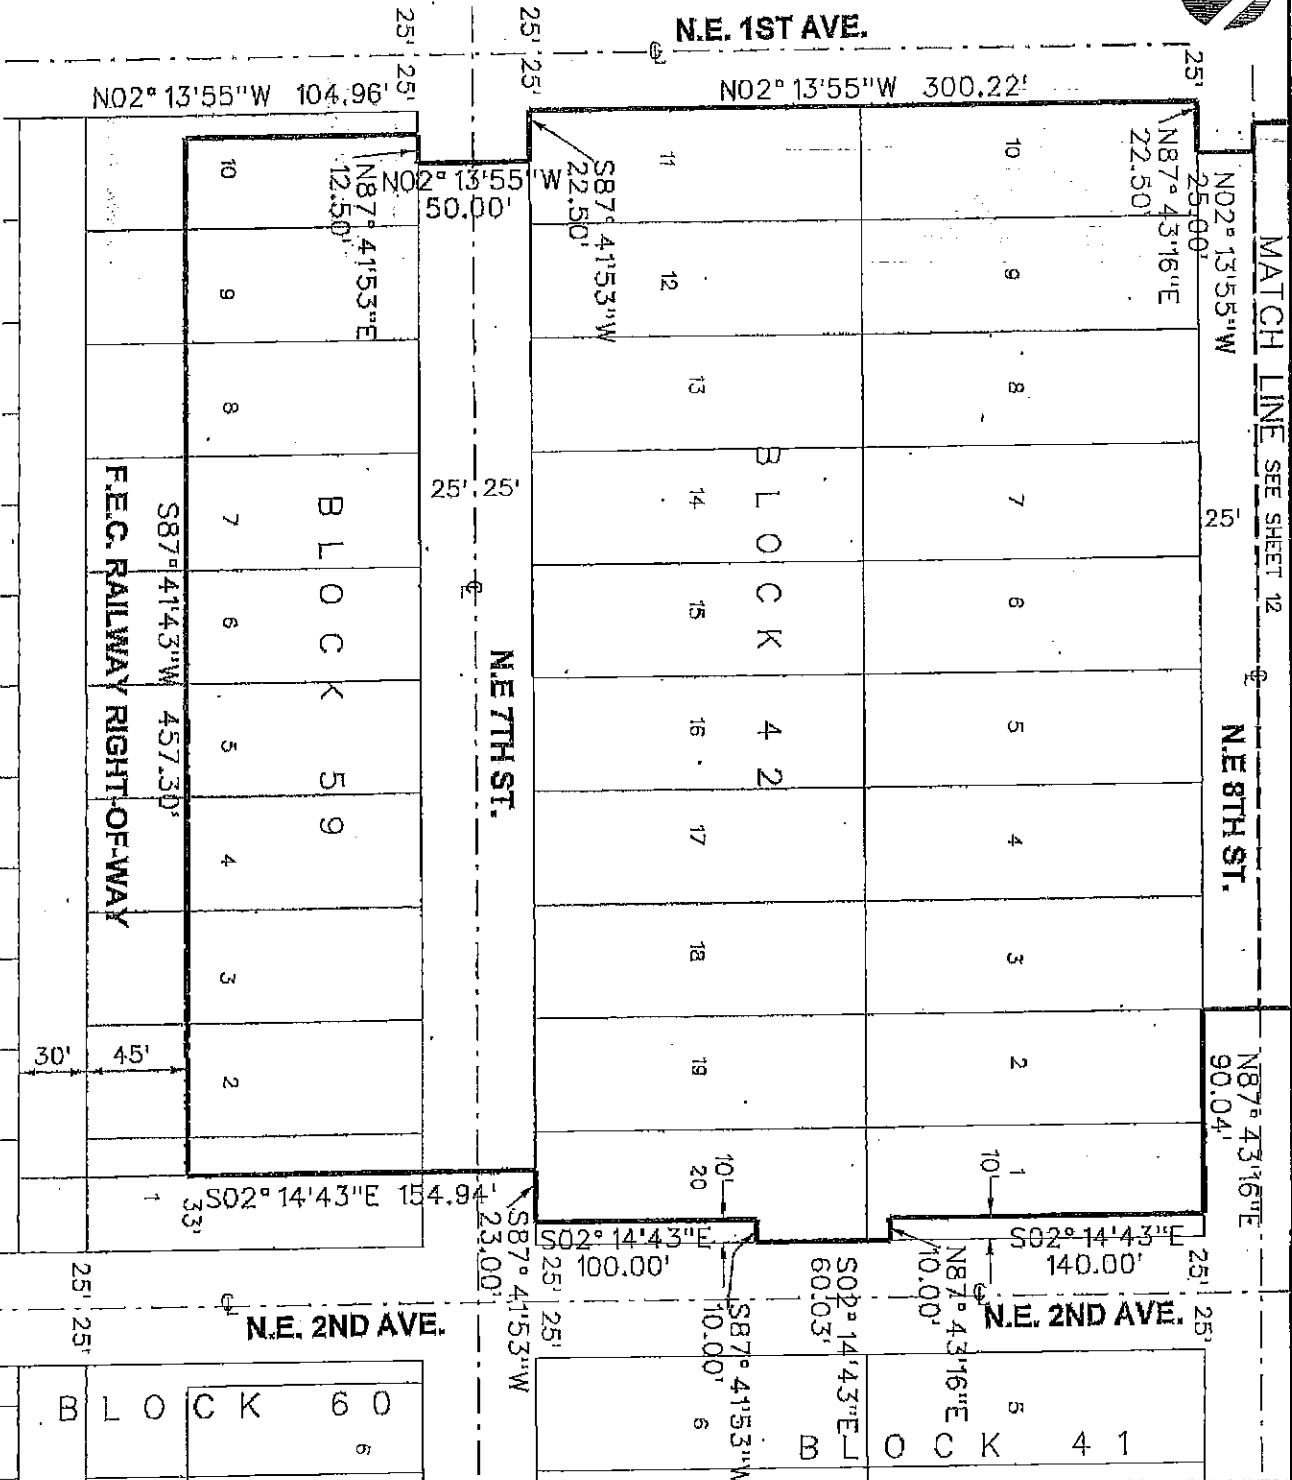 N.E. 1ST AVE.
25' 25'
25' 25'
25'
N02°13'55"W 104.96'
N02°13'55"W 300.22'
N87°41'53"E
12.50'
N02°13'55"W
50.00'
S87°41'53"W
22.50'
N87°43'16"E
22.50'
N02°13'55"W
25.00'
MATCH LINE SEE SHEET 12
10
9
8
7
6
5
4
3
2
BLOCK 59
11
12
13
14
15
16
17
18
19
20
BLOCK 42
10
9
8
7
6
5
4
3
2
1
25' 25'
25'
N.E 7TH ST.
N.E 8TH ST.
F.E.C. RAILWAY RIGHT-OF-WAY
S87°41'43"W 457.30'
30'
45'
N87°43'16"E
90.04'
10'
10'
S02°14'43"E 154.94'
33'
S87°41'53"W
23.00'
S02°14'43"E
100.00'
S87°41'53"W
10.00'
S02°14'43"E
60.03'
N87°43'16"E
10.00'
S02°14'43"E
140.00'
25' 25'
25' 25'
25' 25'
N.E. 2ND AVE.
N.E. 2ND AVE.
BLOCK 60
6
6
5
BLOCK 41